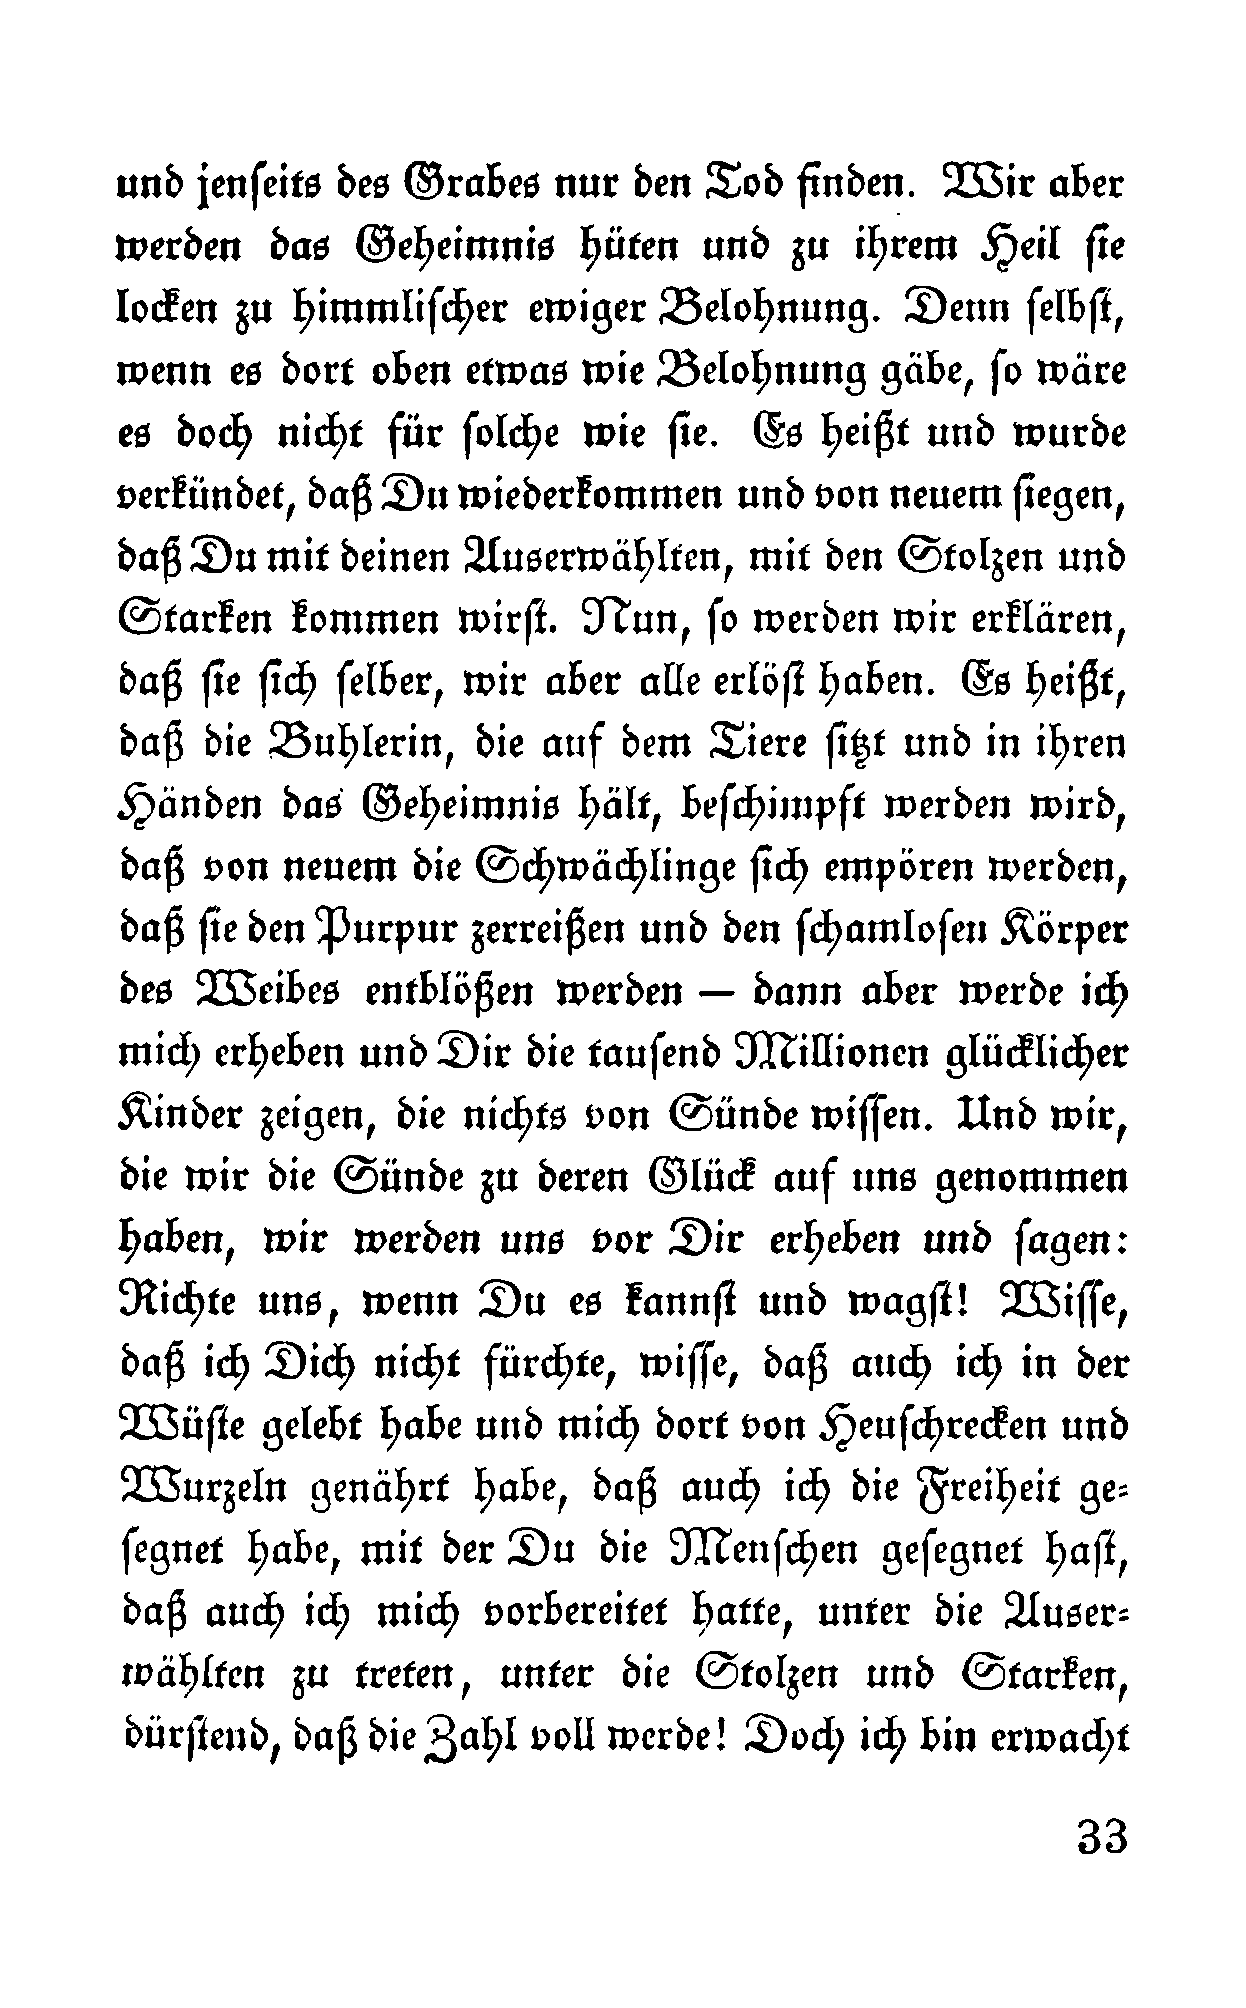 und jenſeits des Grabes nur den Tod finden. Wir aber
werden das Geheimnis hüten und zu ihrem Heil ſie
locken zu himmliſcher ewiger Belohnung. Denn ſelbſt,
wenn es dort oben etwas wie Belohnung gäbe, ſo wäre
es doch nicht für ſolche wie ſie. Es heißt und wurde
verkündet, daß Du wiederkommen und von neuem ſiegen,
daß Du mit deinen Auserwählten, mit den Stolzen und
Starken kommen wirſt. Nun, ſo werden wir erklären,
daß ſie ſich ſelber, wir aber alle erlöſt haben. Es heißt,
daß die Buhlerin, die auf dem Tiere ſitzt und in ihren
Händen das Geheimnis hält, beſchimpft werden wird,
daß von neuem die Schwächlinge ſich empören werden,
daß ſie den Purpur zerreißen und den ſchamloſen Körper
des Weibes entblößen werden — dann aber werde ich
mich erheben und Dir die tauſend Millionen glücklicher
Kinder zeigen, die nichts von Sünde wiſſen. Und wir,
die wir die Sünde zu deren Glück auf uns genommen
haben, wir werden uns vor Dir erheben und ſagen:
Richte uns, wenn Du es kannſt und wagſt! Wiſſe,
daß ich Dich nicht fürchte, wiſſe, daß auch ich in der
Wüſte gelebt habe und mich dort von Heuſchrecken und
Wurzeln genährt habe, daß auch ich die Freiheit ge⸗
ſegnet habe, mit der Du die Menſchen geſegnet haſt,
daß auch ich mich vorbereitet hatte, unter die Auser⸗
wählten zu treten, unter die Stolzen und Starken,
dürſtend, daß die Zahl voll werde! Doch ich bin erwacht
33